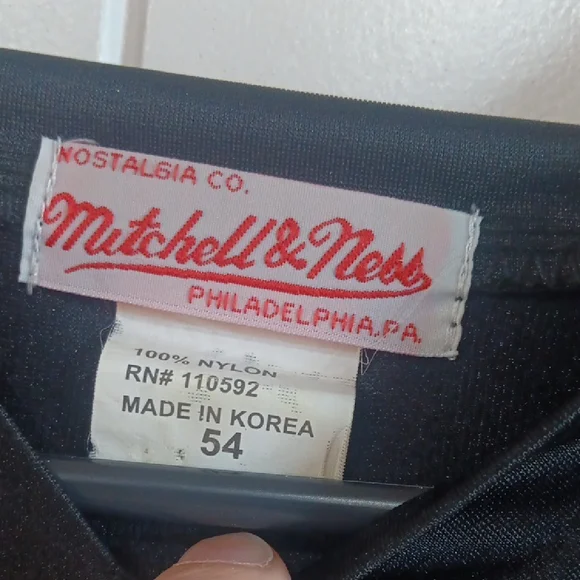 NOSTALGIA CO.
Mitchell & Ness
PHILADELPHIA, PA.
100% NYLON
RN# 110592
MADE IN KOREA
54